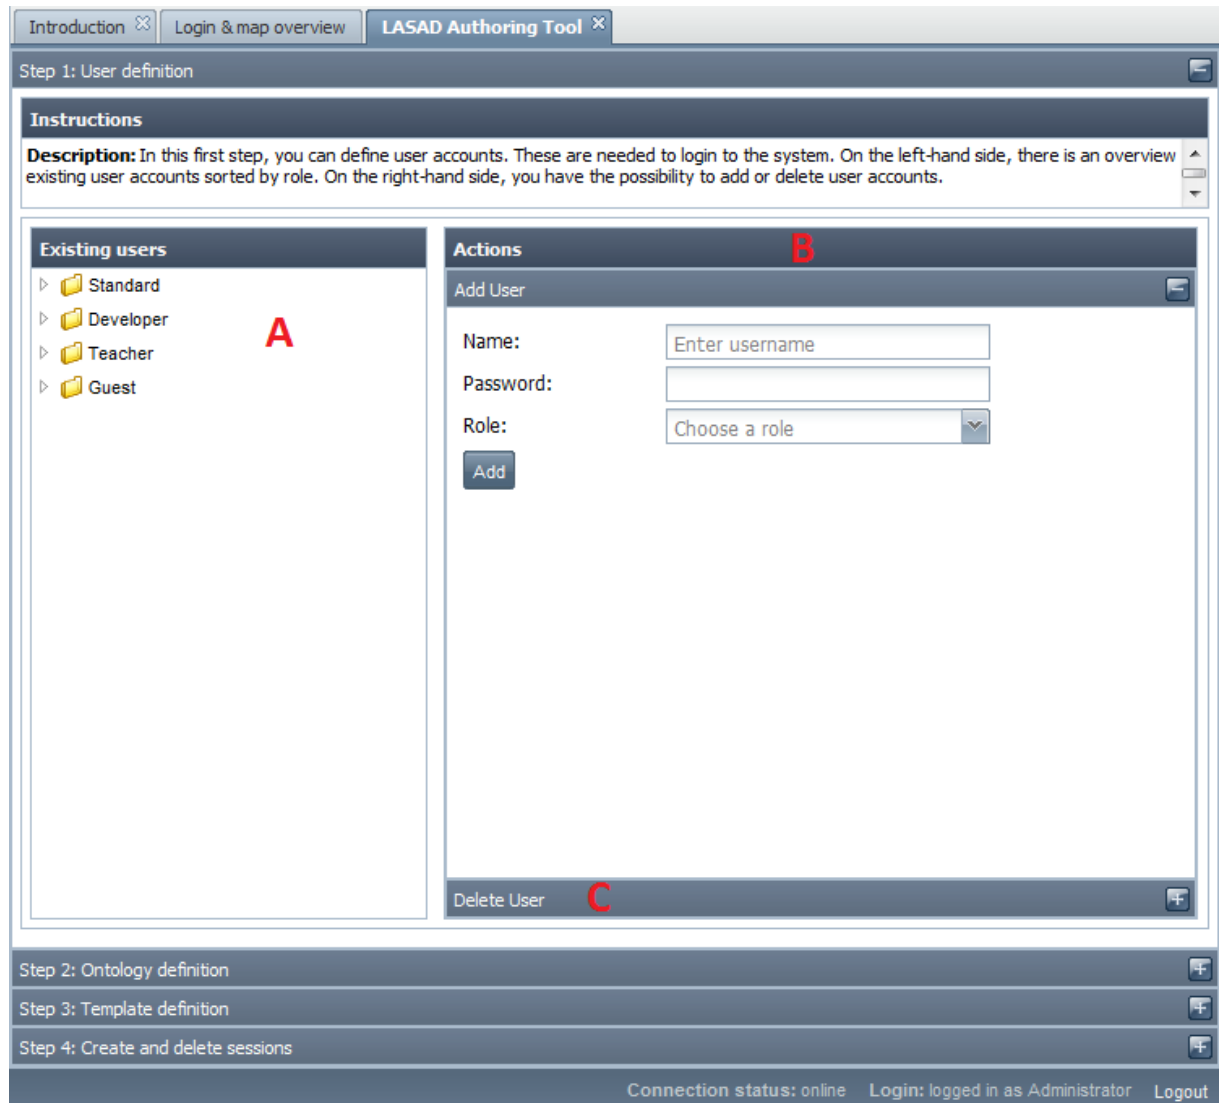 Introduction
Login & map overview
LASAD Authoring Tool
Step 1: User definition
Instructions
Description: In this first step, you can define user accounts. These are needed to login to the system. On the left-hand side, there is an overview
existing user accounts sorted by role. On the right-hand side, you have the possibility to add or delete user accounts.
Existing users
Standard
Developer
Teacher
Guest
A
Actions
B
Add User
Name:
Enter username
Password:
Role:
Choose a role
Add
Delete User
C
Step 2: Ontology definition
Step 3: Template definition
Step 4: Create and delete sessions
Connection status: online
Login: logged in as Administrator
Logout